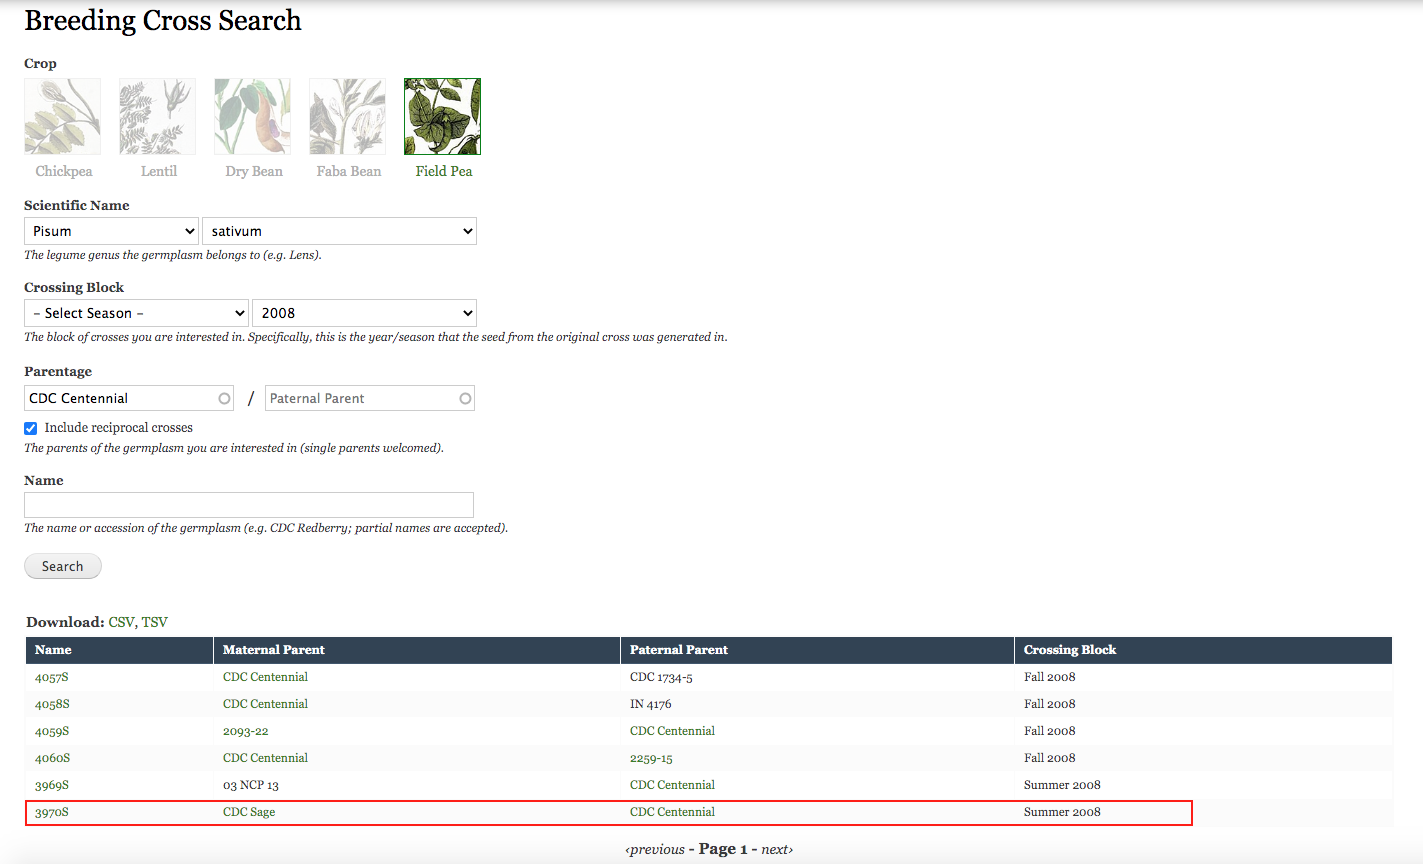 Breeding Cross Search
Crop
Chickpea Lentil Dry Bean Faba Bean Field Pea
Scientific Name
Pisum sativum
The legume genus the germplasm belongs to (e.g. Lens).
Crossing Block
– Select Season – 2008
The block of crosses you are interested in. Specifically, this is the year/season that the seed from the original cross was generated in.
Parentage
CDC Centennial / Paternal Parent
Include reciprocal crosses
The parents of the germplasm you are interested in (single parents welcomed).
Name
The name or accession of the germplasm (e.g. CDC Redberry; partial names are accepted).
Search
Download: CSV, TSV
Name Maternal Parent Paternal Parent Crossing Block
4057S CDC Centennial CDC 1734-5 Fall 2008
4058S CDC Centennial IN 4176 Fall 2008
4059S 2093-22 CDC Centennial Fall 2008
4060S CDC Centennial 2259-15 Fall 2008
3969S 03 NCP 13 CDC Centennial Summer 2008
3970S CDC Sage CDC Centennial Summer 2008
‹previous - Page 1 - next›